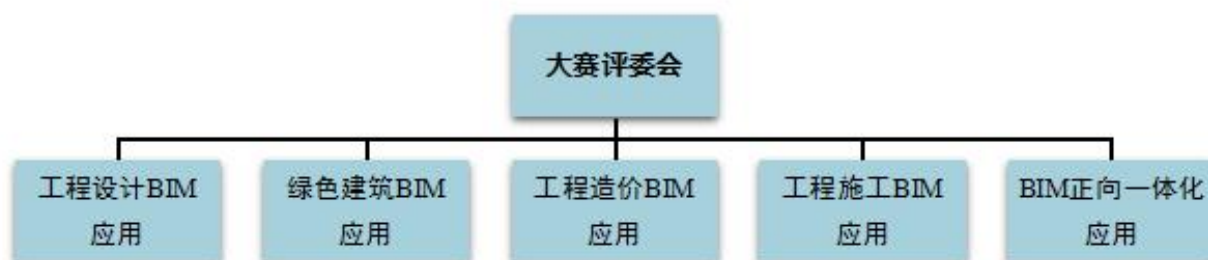 大赛评委会
工程设计BIM
应用
绿色建筑BIM
应用
工程造价BIM
应用
工程施工BIM
应用
BIM正向一体化
应用